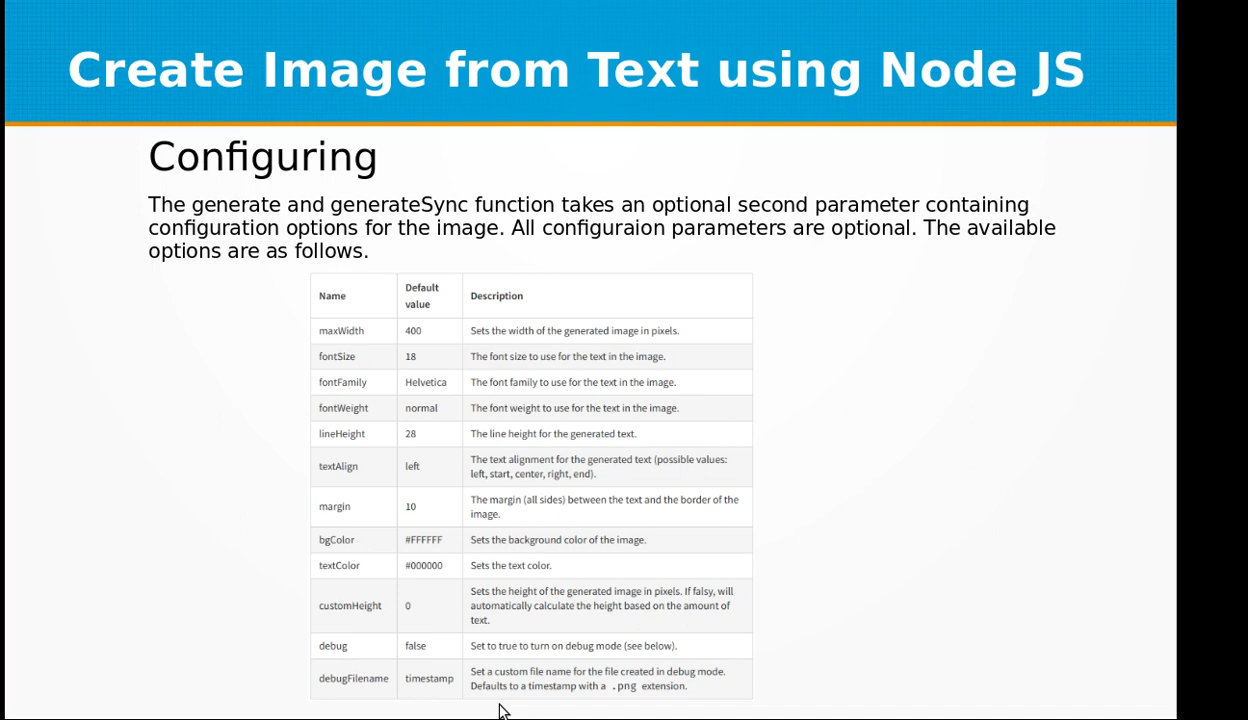 Create Image from Text using Node JS
Configuring
The generate and generateSync function takes an optional second parameter containing
configuration options for the image. All configuraion parameters are optional. The available
options are as follows.
Name Default value Description
maxWidth 400 Sets the width of the generated image in pixels.
fontSize 18 The font size to use for the text in the image.
fontFamily Helvetica The font family to use for the text in the image.
fontWeight normal The font weight to use for the text in the image.
lineHeight 28 The line height for the generated text.
textAlign left The text alignment for the generated text (possible values:
left, start, center, right, end).
margin 10 The margin (all sides) between the text and the border of the
image.
bgColor #FFFFFF Sets the background color of the image.
textColor #000000 Sets the text color.
customHeight 0 Sets the height of the generated image in pixels. If falsy, will
automatically calculate the height based on the amount of
text.
debug false Set to true to turn on debug mode (see below).
debugFilename timestamp Set a custom file name for the file created in debug mode.
Defaults to a timestamp with a .png extension.